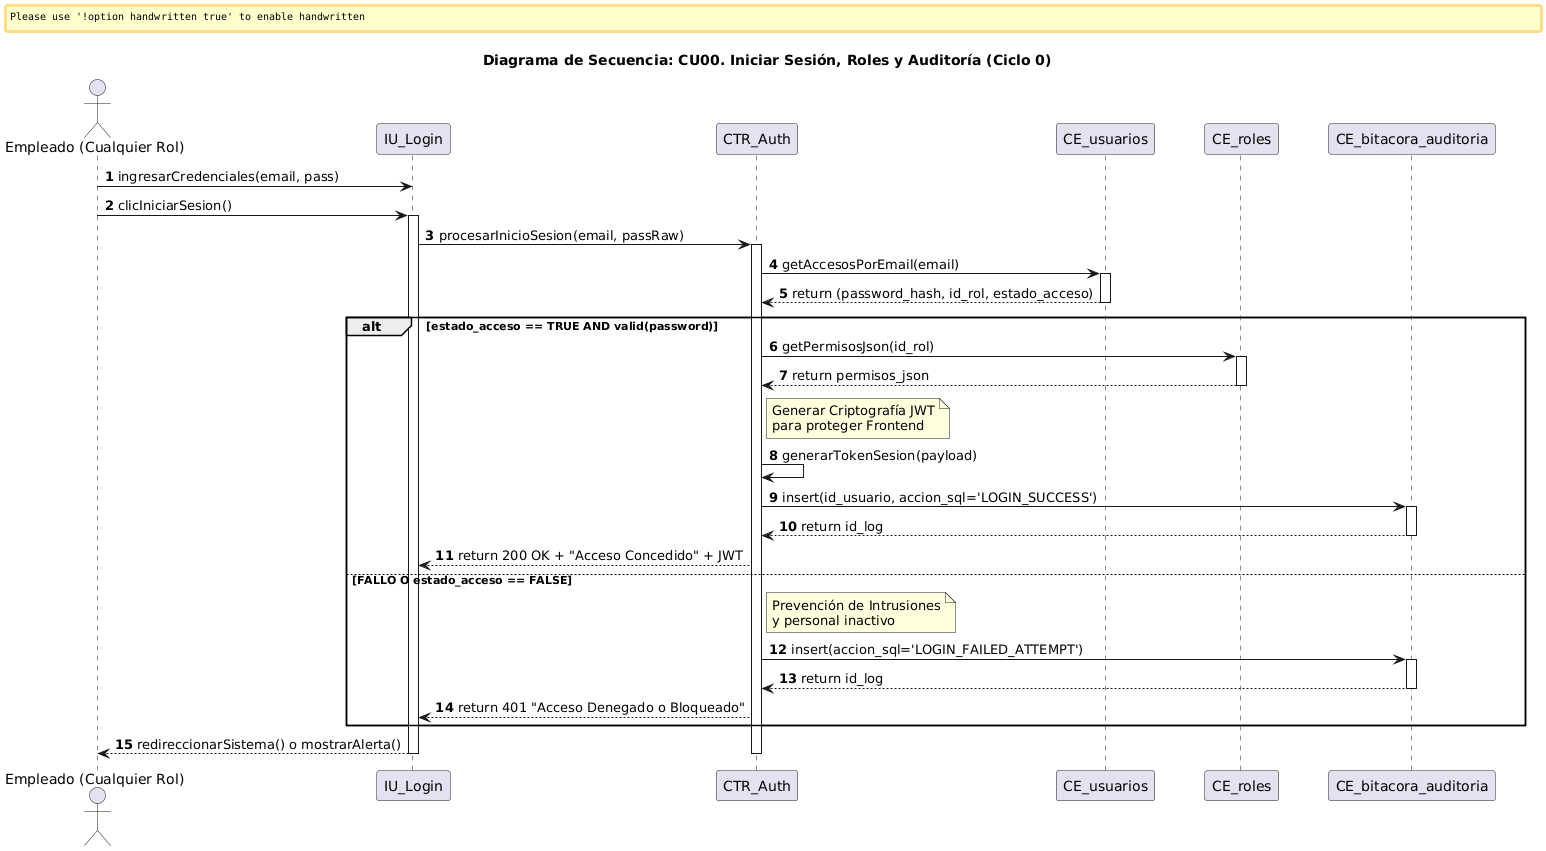 Please use '!option handwritten true' to enable handwritten
Diagrama de Secuencia: CU00. Iniciar Sesión, Roles y Auditoría (Ciclo 0)
Empleado (Cualquier Rol)
IU_Login
CTR_Auth
CE_usuarios
CE_roles
CE_bitacora_auditoria
1 ingresarCredenciales(email, pass)
2 clicIniciarSesion()
3 procesarInicioSesion(email, passRaw)
4 getAccesosPorEmail(email)
5 return (password_hash, id_rol, estado_acceso)
alt
[estado_acceso == TRUE AND valid(password)]
6 getPermisosJson(id_rol)
7 return permisos_json
Generar Criptografía JWT
para proteger Frontend
8 generarTokenSesion(payload)
9 insert(id_usuario, accion_sql='LOGIN_SUCCESS')
10 return id_log
11 return 200 OK + "Acceso Concedido" + JWT
[FALLO O estado_acceso == FALSE]
Prevención de Intrusiones
y personal inactivo
12 insert(accion_sql='LOGIN_FAILED_ATTEMPT')
13 return id_log
14 return 401 "Acceso Denegado o Bloqueado"
15 redireccionarSistema() o mostrarAlerta()
Empleado (Cualquier Rol)
IU_Login
CTR_Auth
CE_usuarios
CE_roles
CE_bitacora_auditoria